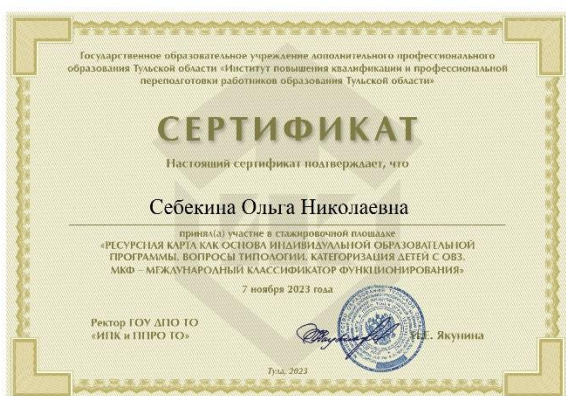 Государственное образовательное учреждение дополнительного профессионального
образования Тульской области «Институт повышения квалификации и профессиональной
переподготовки работников образования Тульской области»
СЕРТИФИКАТ
Настоящий сертификат подтверждает, что
Себекина Ольга Николаевна
принял(а) участие в стажировочной площадке
«РЕСУРСНАЯ КАРТА КАК ОСНОВА ИНДИВИДУАЛЬНОЙ ОБРАЗОВАТЕЛЬНОЙ
ПРОГРАММЫ. ВОПРОСЫ ТИПОЛОГИИ. КАТЕГОРИЗАЦИЯ ДЕТЕЙ С ОВЗ.
МКФ – МЕЖДУНАРОДНЫЙ КЛАССИФИКАТОР ФУНКЦИОНИРОВАНИЯ»
7 ноября 2023 года
Ректор ГОУ ДПО ТО
«ИПК и ППРО ТО»
Якунина
Тула, 2023